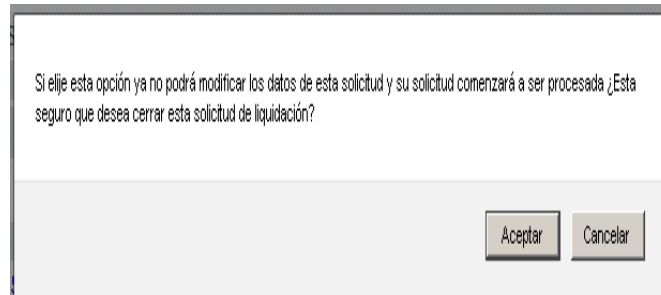 Si elije esta opción ya no podrá modificar los datos de esta solicitud y su solicitud comenzará a ser procesada ¿Esta
seguro que desea cerrar esta solicitud de liquidación?
Aceptar Cancelar